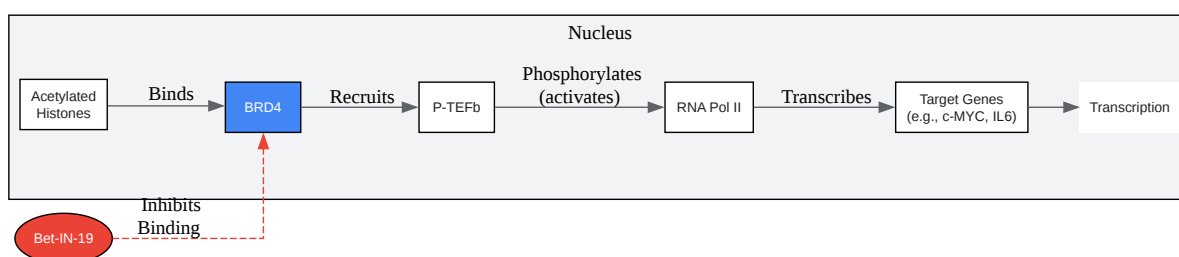 Nucleus
Acetylated
Histones
Binds
BRD4
Recruits
P-TEFb
Phosphorylates
(activates)
RNA Pol II
Transcribes
Target Genes
(e.g., c-MYC, IL6)
Transcription
Inhibits
Binding
Bet-IN-19